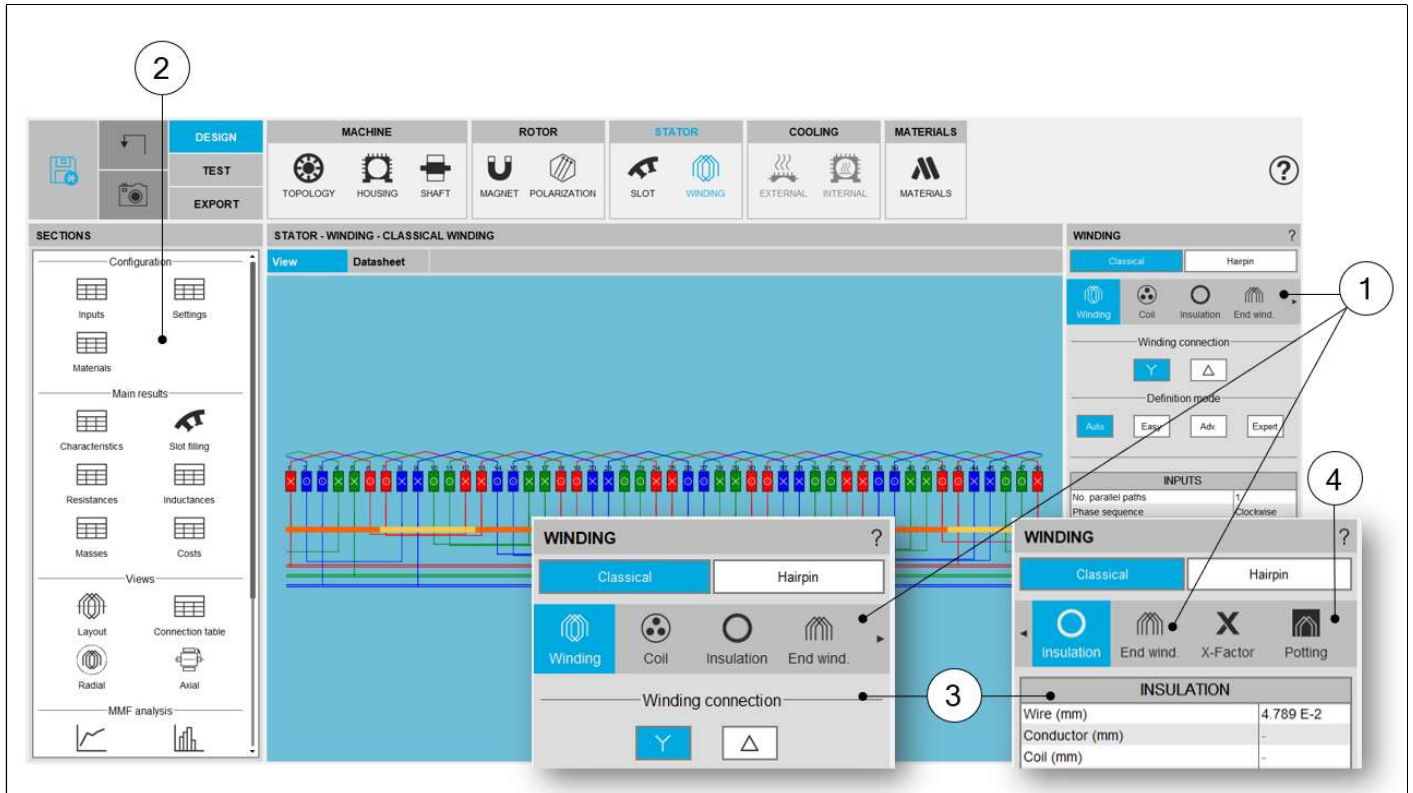 2
DESIGN
TEST
EXPORT
MACHINE
TOPOLOGY HOUSING SHAFT
ROTOR
MAGNET POLARIZATION
STATOR
SLOT WINDING
COOLING
EXTERNAL INTERNAL
MATERIALS
MATERIALS
?
SECTIONS
Configuration
Inputs Settings
Materials
Main results
Characteristics Slot filling
Resistances Inductances
Masses Costs
Views
Layout Connection table
Radial Axial
MMF analysis
STATOR - WINDING - CLASSICAL WINDING
View Datasheet
WINDING ?
Classical Hairpin
Winding Coil Insulation End wind.
Winding connection
Definition mode
Auto Easy Adv. Expert
INPUTS
No. parallel paths 1
Phase sequence Clockwise
1
4
WINDING ?
Classical Hairpin
Winding Coil Insulation End wind.
Winding connection
3
WINDING ?
Classical Hairpin
Insulation End wind. X-Factor Potting
INSULATION
Wire (mm) 4.789 E-2
Conductor (mm) -
Coil (mm) -